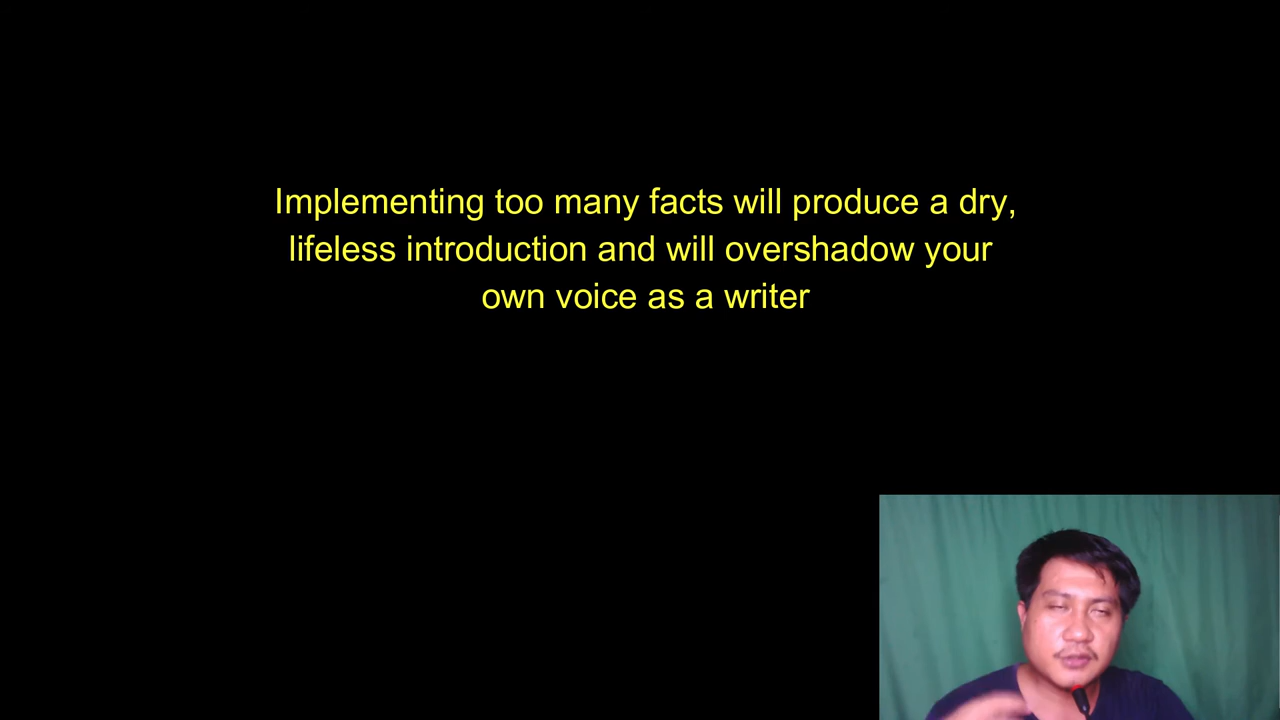 Implementing too many facts will produce a dry,
lifeless introduction and will overshadow your
own voice as a writer